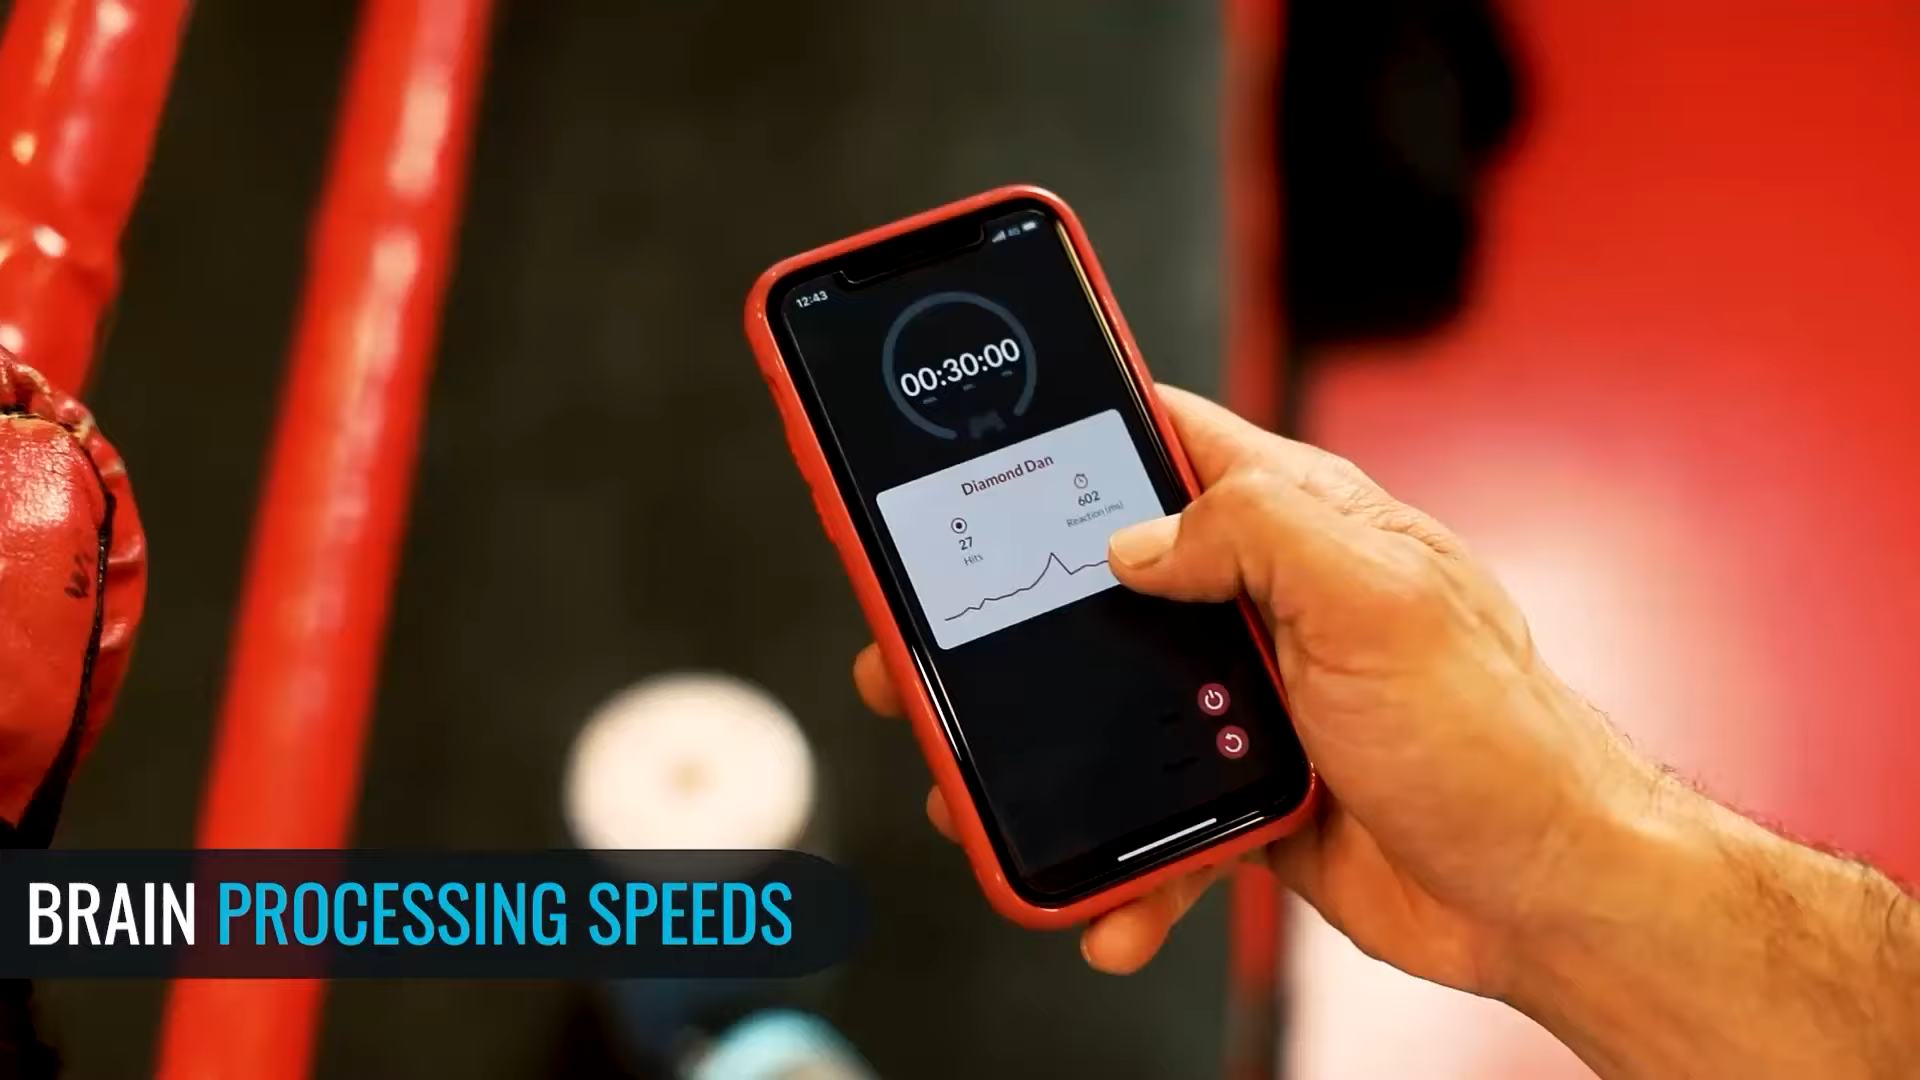 12:43
00:30:00
Diamond Dan
602
Reaction (ms)
27
Hits
BRAIN PROCESSING SPEEDS